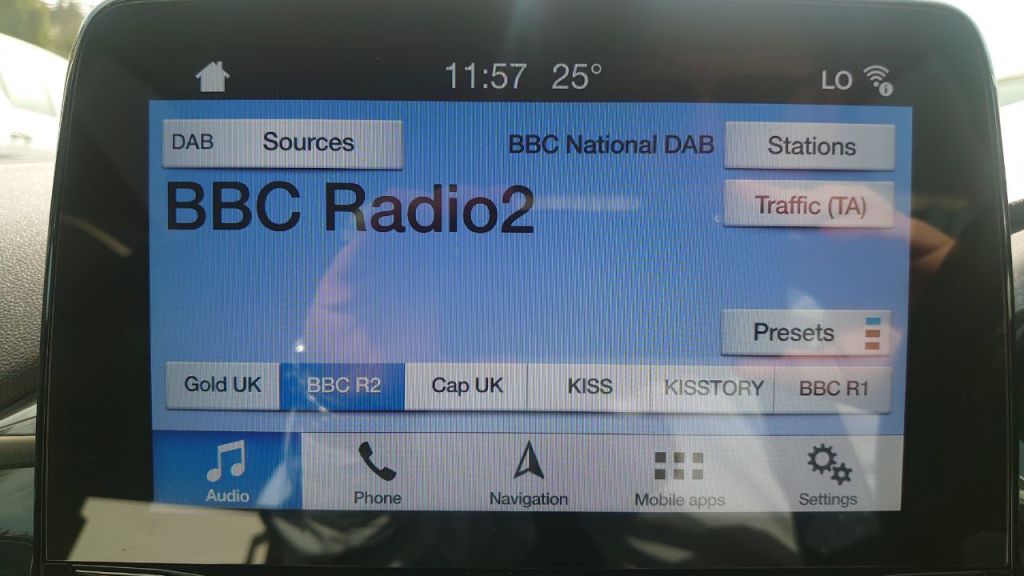 11:57 25° LO
DAB Sources BBC National DAB Stations
BBC Radio2
Traffic (TA)
Presets
Gold UK BBC R2 Cap UK KISS KISSTORY BBC R1
Audio Phone Navigation Mobile apps Settings